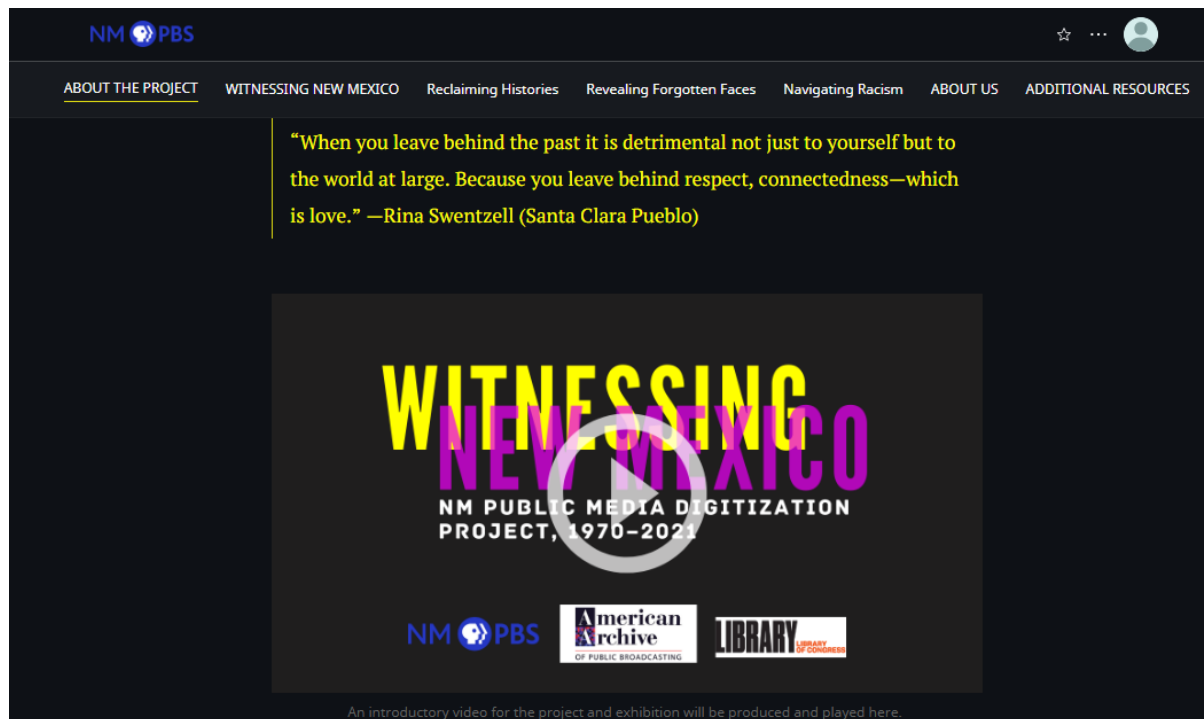 NM PBS
ABOUT THE PROJECT WITNESSING NEW MEXICO Reclaiming Histories Revealing Forgotten Faces Navigating Racism ABOUT US ADDITIONAL RESOURCES
“When you leave behind the past it is detrimental not just to yourself but to
the world at large. Because you leave behind respect, connectedness—which
is love.” —Rina Swentzell (Santa Clara Pueblo)
WITNESSING
NEW MEXICO
NM PUBLIC MEDIA DIGITIZATION
PROJECT, 1970–2021
NM PBS
American
Archive
OF PUBLIC BROADCASTING
LIBRARY
LIBRARY
OF CONGRESS
An introductory video for the project and exhibition will be produced and played here.